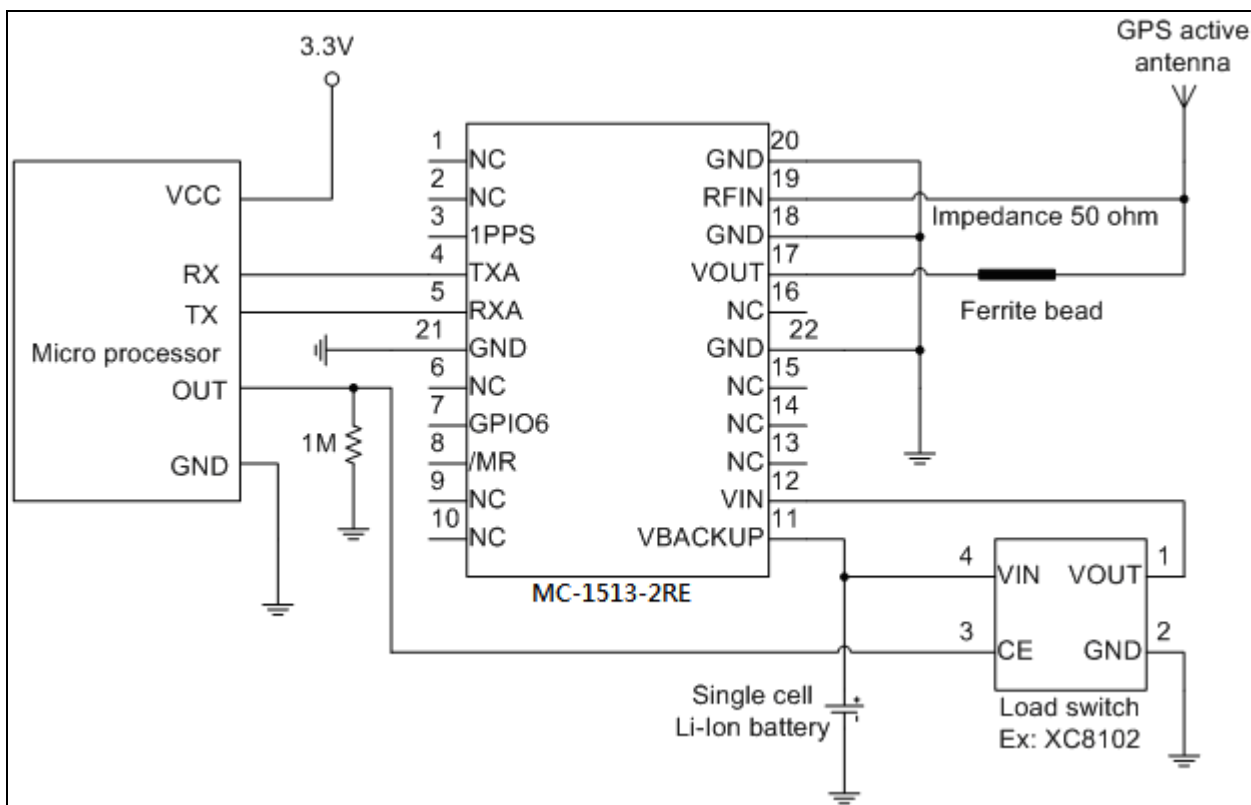 GPS active
antenna
3.3V
1 NC
2 NC
3 1PPS
4 TXA
5 RXA
21 GND
6 NC
7 GPIO6
8 /MR
9 NC
10 NC
20 GND
19 RFIN
18 GND
17 VOUT
16 NC
22 GND
15 NC
14 NC
13 NC
12 VIN
11 VBACKUP
MC-1513-2RE
VCC
RX
TX
Micro processor
OUT
GND
1M
Impedance 50 ohm
Ferrite bead
4 VIN
VOUT 1
3 CE
GND 2
Load switch
Ex: XC8102
Single cell
Li-Ion battery
+
-